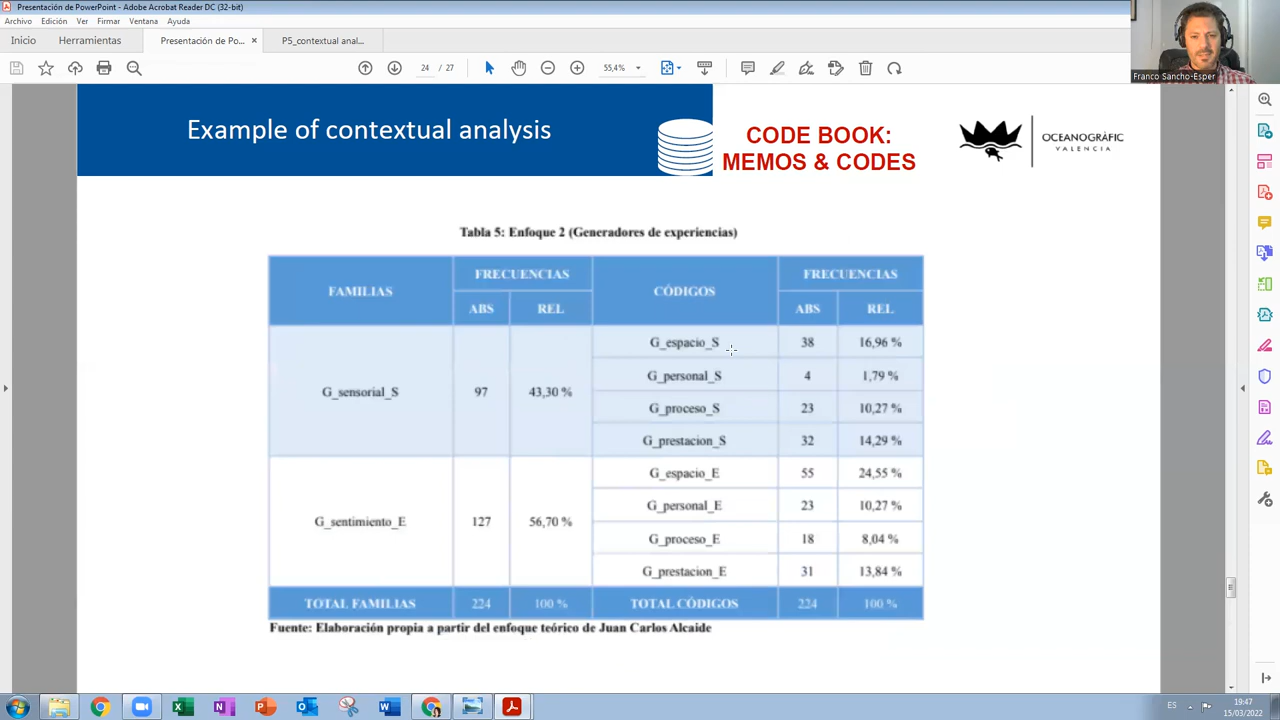 Presentación de PowerPoint - Adobe Acrobat Reader DC (32-bit)
Archivo Edición Ver Firmar Ventana Ayuda
Inicio Herramientas Presentación de Po... × P5_contextual anal...
24 / 27 55,4%
Franco Sancho-Esper
Example of contextual analysis
CODE BOOK:
MEMOS & CODES
OCEANOGRÀFIC
VALENCIA
Tabla 5: Enfoque 2 (Generadores de experiencias)
FAMILIAS FRECUENCIAS CÓDIGOS FRECUENCIAS
ABS REL ABS REL
G_sensorial_S 97 43,30 %
G_espacio_S 38 16,96 %
G_personal_S 4 1,79 %
G_proceso_S 23 10,27 %
G_prestacion_S 32 14,29 %
G_sentimiento_E 127 56,70 %
G_espacio_E 55 24,55 %
G_personal_E 23 10,27 %
G_proceso_E 18 8,04 %
G_prestacion_E 31 13,84 %
TOTAL FAMILIAS 224 100 % TOTAL CÓDIGOS 224 100 %
Fuente: Elaboración propia a partir del enfoque teórico de Juan Carlos Alcaide
ES 19:47
15/03/2022